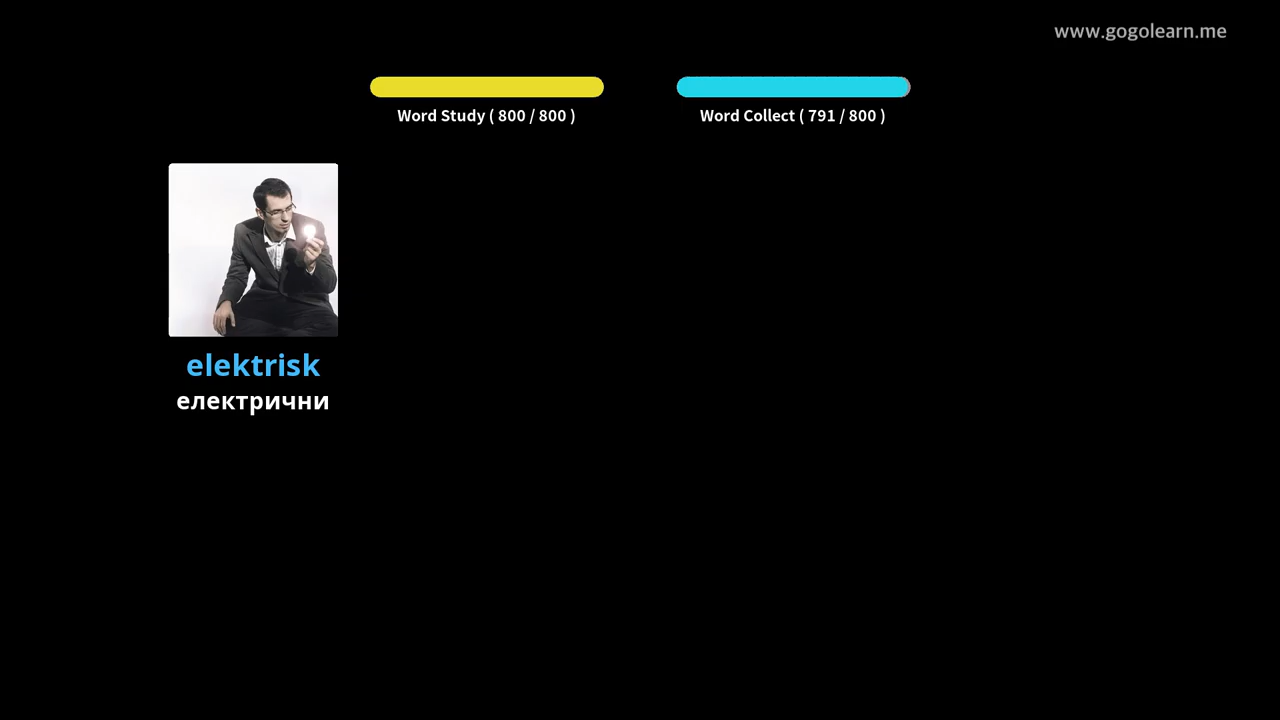 www.gogolearn.me
Word Study ( 800 / 800 )
Word Collect ( 791 / 800 )
elektrisk
електрични